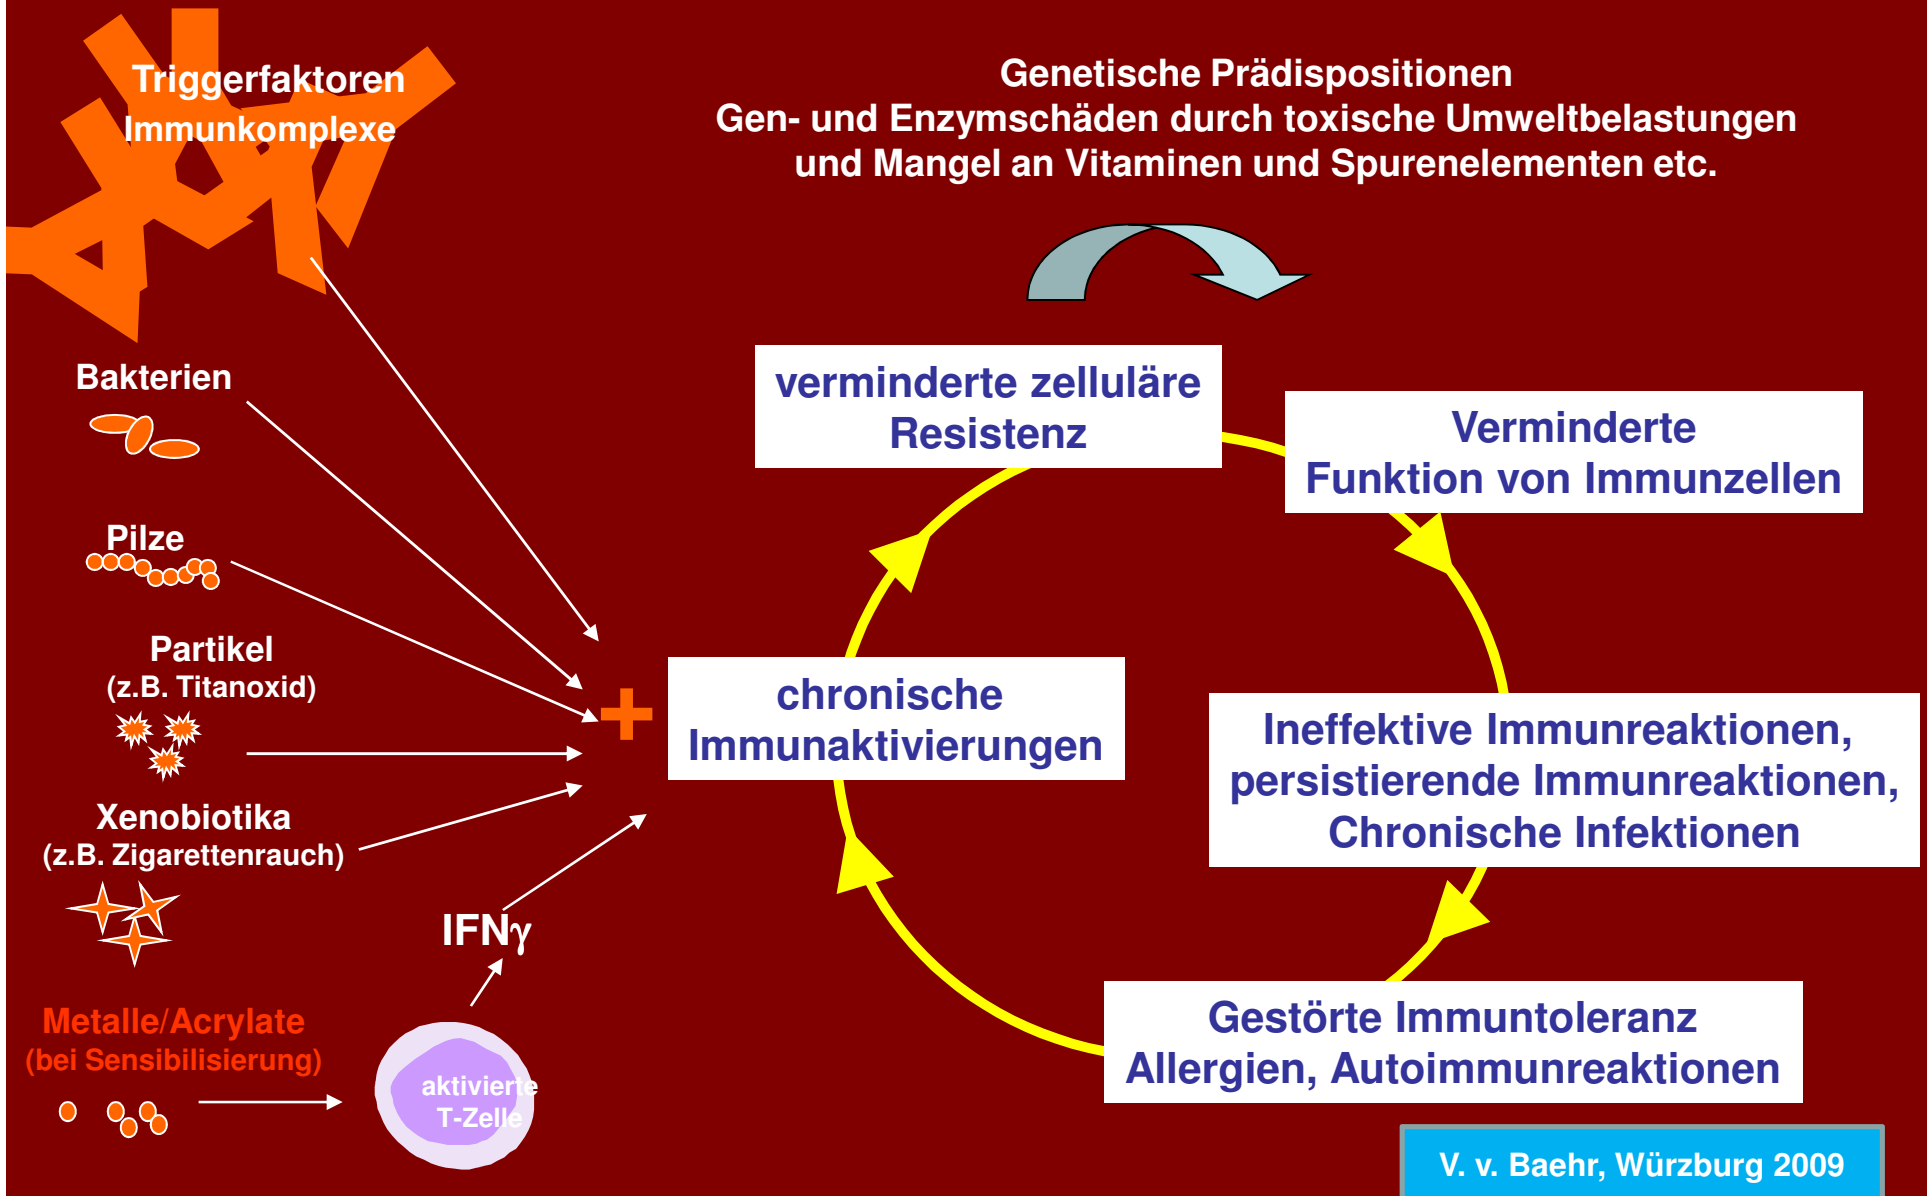 Triggerfaktoren
Immunkomplexe
Genetische Prädispositionen
Gen- und Enzymschäden durch toxische Umweltbelastungen
und Mangel an Vitaminen und Spurenelementen etc.
Bakterien
Pilze
Partikel
(z.B. Titanoxid)
Xenobiotika
(z.B. Zigarettenrauch)
IFNγ
Metalle/Acrylate
(bei Sensibilisierung)
aktivierte
T-Zelle
+
verminderte zelluläre
Resistenz
Verminderte
Funktion von Immunzellen
chronische
Immunaktivierungen
Ineffektive Immunreaktionen,
persistierende Immunreaktionen,
Chronische Infektionen
Gestörte Immuntoleranz
Allergien, Autoimmunreaktionen
V. v. Baehr, Würzburg 2009